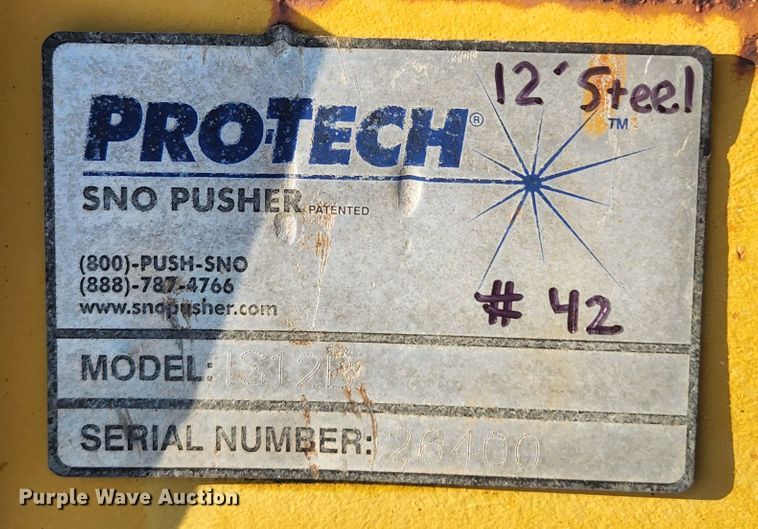 12' Steel
PRO-TECH®
TM
SNO PUSHER PATENTED
(800)-PUSH-SNO
(888)-787-4766
www.snopusher.com
# 42
MODEL:
SERIAL NUMBER: 26400
Purple Wave Auction